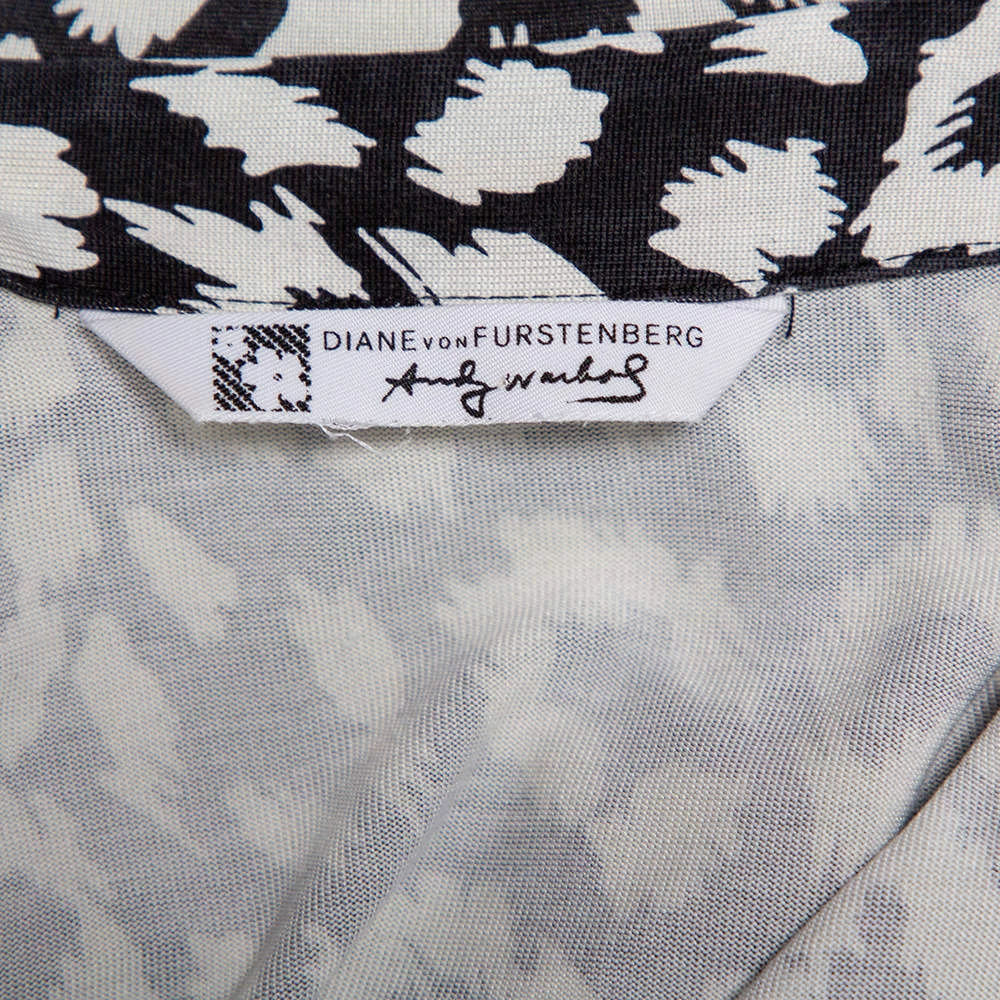 DIANE VON FURSTENBERG
Andy Warhol